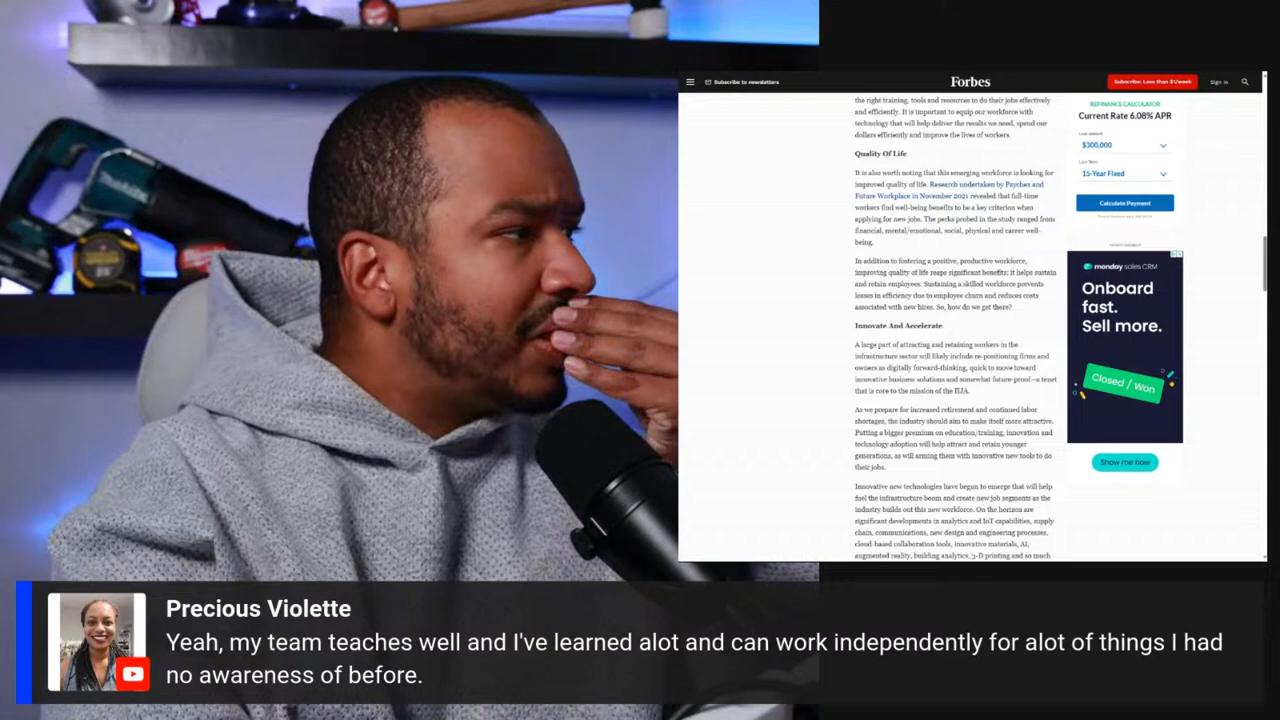 Subscribe to newsletters
Forbes
Subscribe: Less than $1/week
Sign In
the right training, tools and resources to do their jobs effectively
and efficiently. It is important to equip our workforce with
technology that will help deliver the results we need, spend our
dollars efficiently and improve the lives of workers.
Quality Of Life
It is also worth noting that this emerging workforce is looking for
improved quality of life. Research undertaken by Paychex and
Future Workplace in November 2021 revealed that full-time
workers find well-being benefits to be a key criterion when
applying for new jobs. The perks probed in the study ranged from
financial, mental/emotional, social, physical and career well-
being.
In addition to fostering a positive, productive workforce,
improving quality of life reaps significant benefits: it helps sustain
and retain employees. Sustaining a skilled workforce prevents
losses in efficiency due to employee churn and reduces costs
associated with new hires. So, how do we get there?
Innovate And Accelerate
A large part of attracting and retaining workers in the
infrastructure sector will likely include re-positioning firms and
owners as digitally forward-thinking, quick to move toward
innovative business solutions and somewhat future-proof—a tenet
that is core to the mission of the IIJA.
As we prepare for increased retirement and continued labor
shortages, the industry should aim to make itself more attractive.
Putting a bigger premium on education/training, innovation and
technology adoption will help attract and retain younger
generations, as will arming them with innovative new tools to do
their jobs.
Innovative new technologies have begun to emerge that will help
fuel the infrastructure boom and create new job segments as the
industry builds out this new workforce. On the horizon are
significant developments in analytics and IoT capabilities, supply
chain, communications, new design and engineering processes,
cloud-based collaboration tools, innovative materials, AI,
augmented reality, building analytics, 3-D printing and so much
REFINANCE CALCULATOR
Current Rate 6.08% APR
Loan Amount
$300,000
Loan Term
15-Year Fixed
Calculate Payment
ADVERTISEMENT
monday sales CRM
Onboard
fast.
Sell more.
Closed / Won
Show me how
Precious Violette
Yeah, my team teaches well and I've learned alot and can work independently for alot of things I had
no awareness of before.